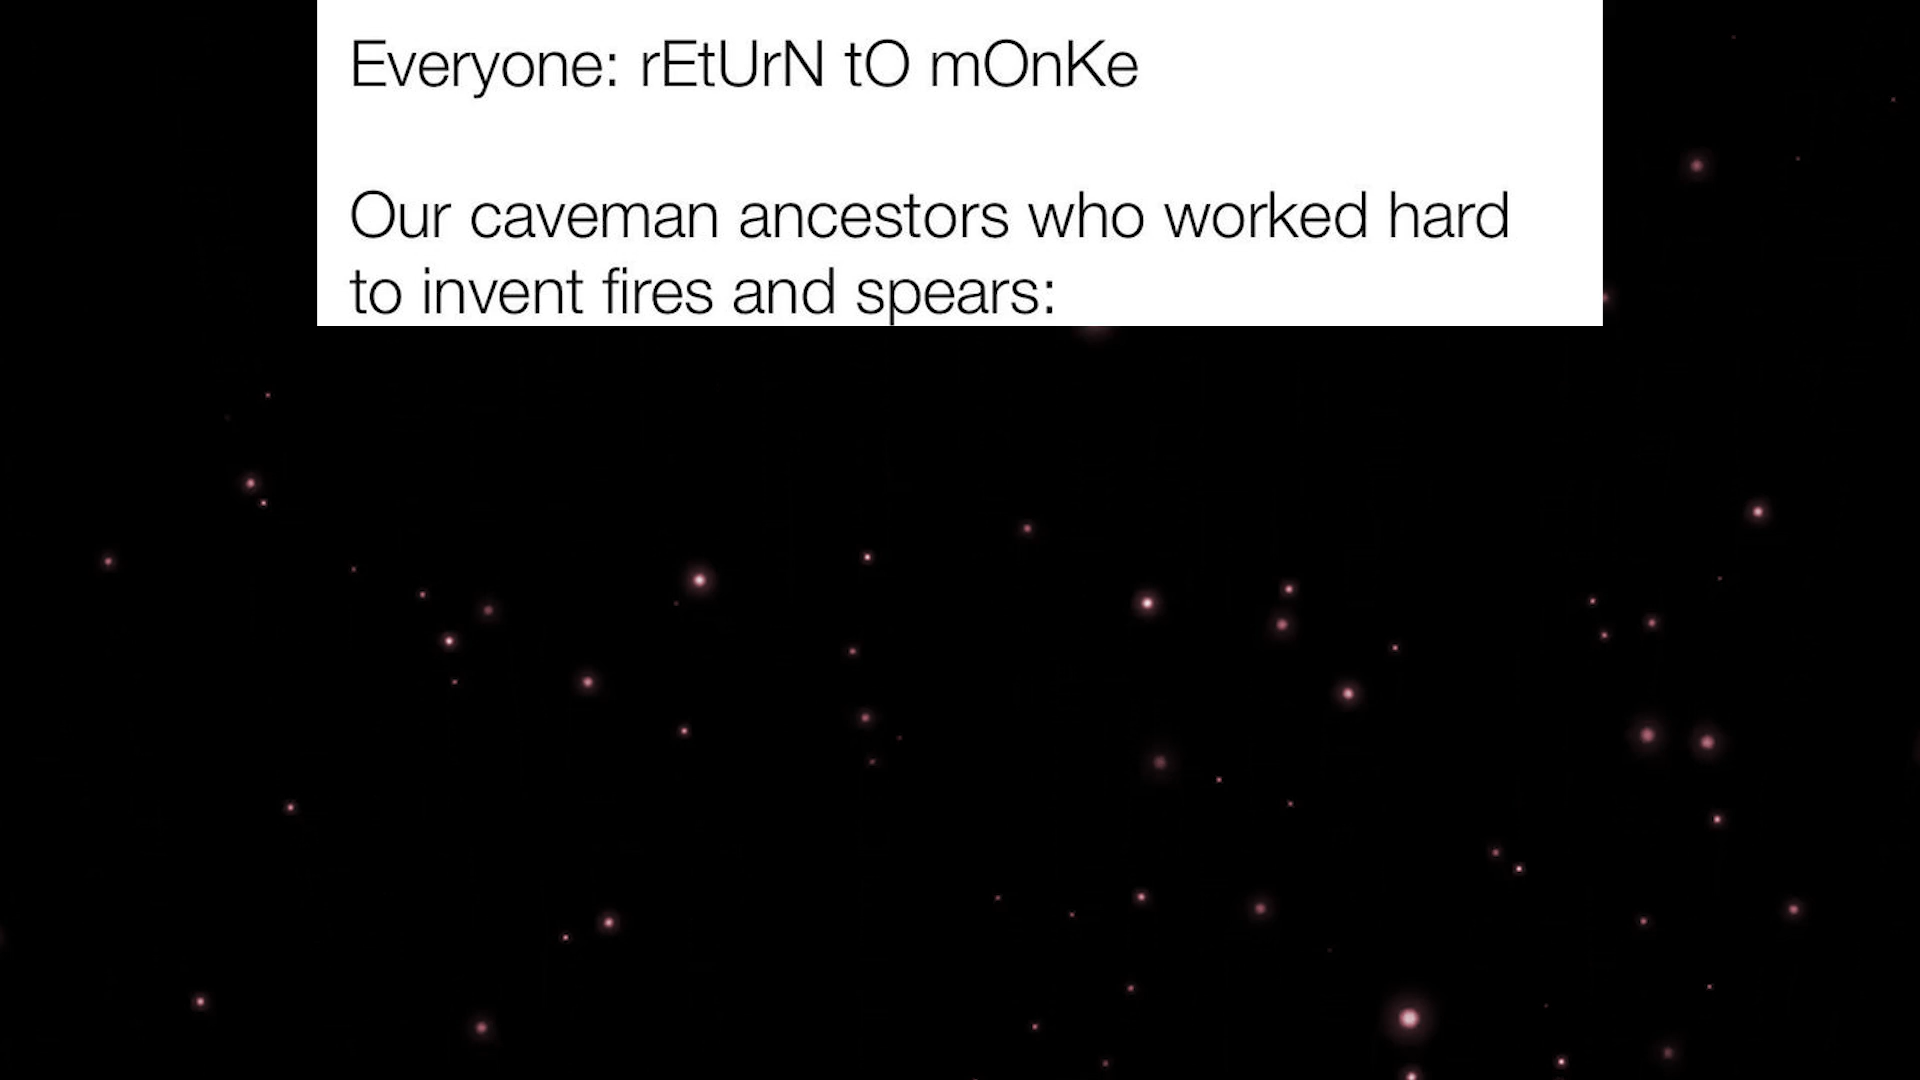 Everyone: rEtUrN tO mOnKe
Our caveman ancestors who worked hard
to invent fires and spears: